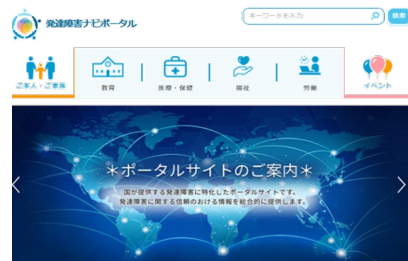 発達障害ナビポータル
キーワードを入力
検索
ご本人・ご家族
教育
医療・保健
福祉
労働
イベント
＊ポータルサイトのご案内＊
国が提供する発達障害に特化したポータルサイトです。
発達障害に関する信頼のおける情報を総合的に提供します。